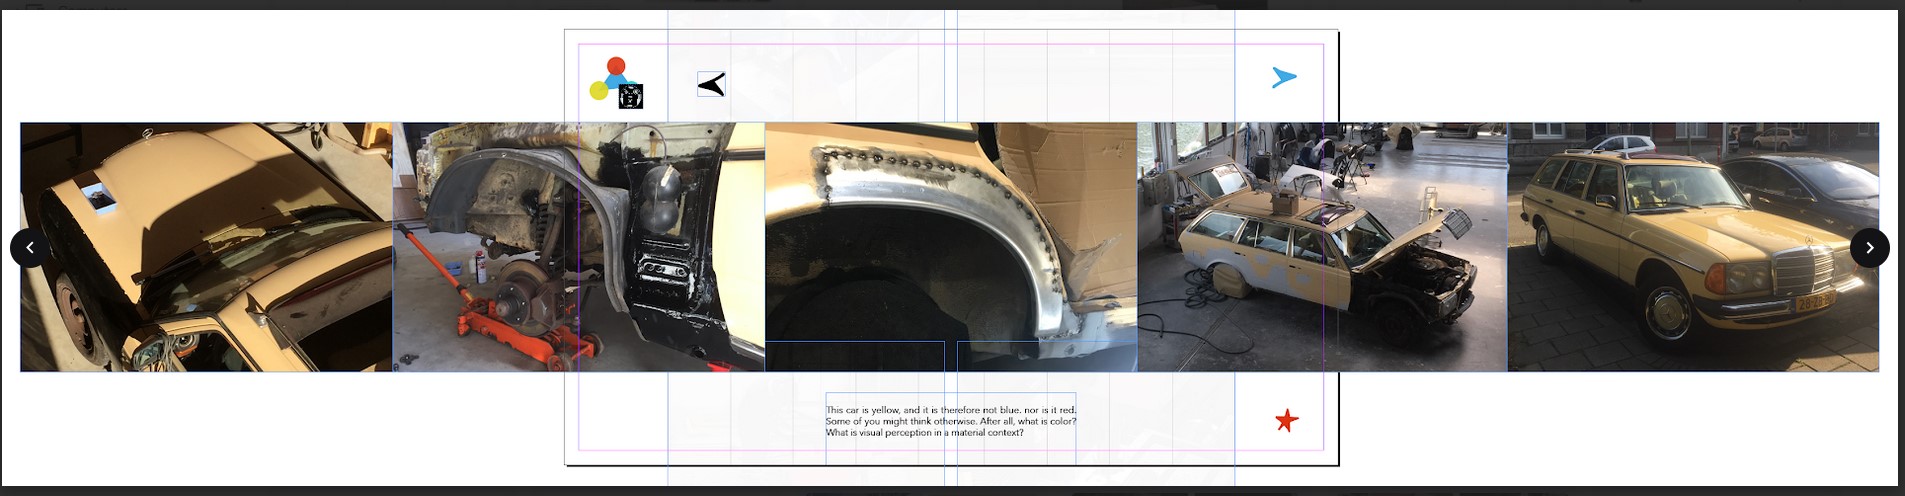 This car is yellow, and it is therefore not blue. nor is it red.
Some of you might think otherwise. After all, what is color?
What is visual perception in a material context?